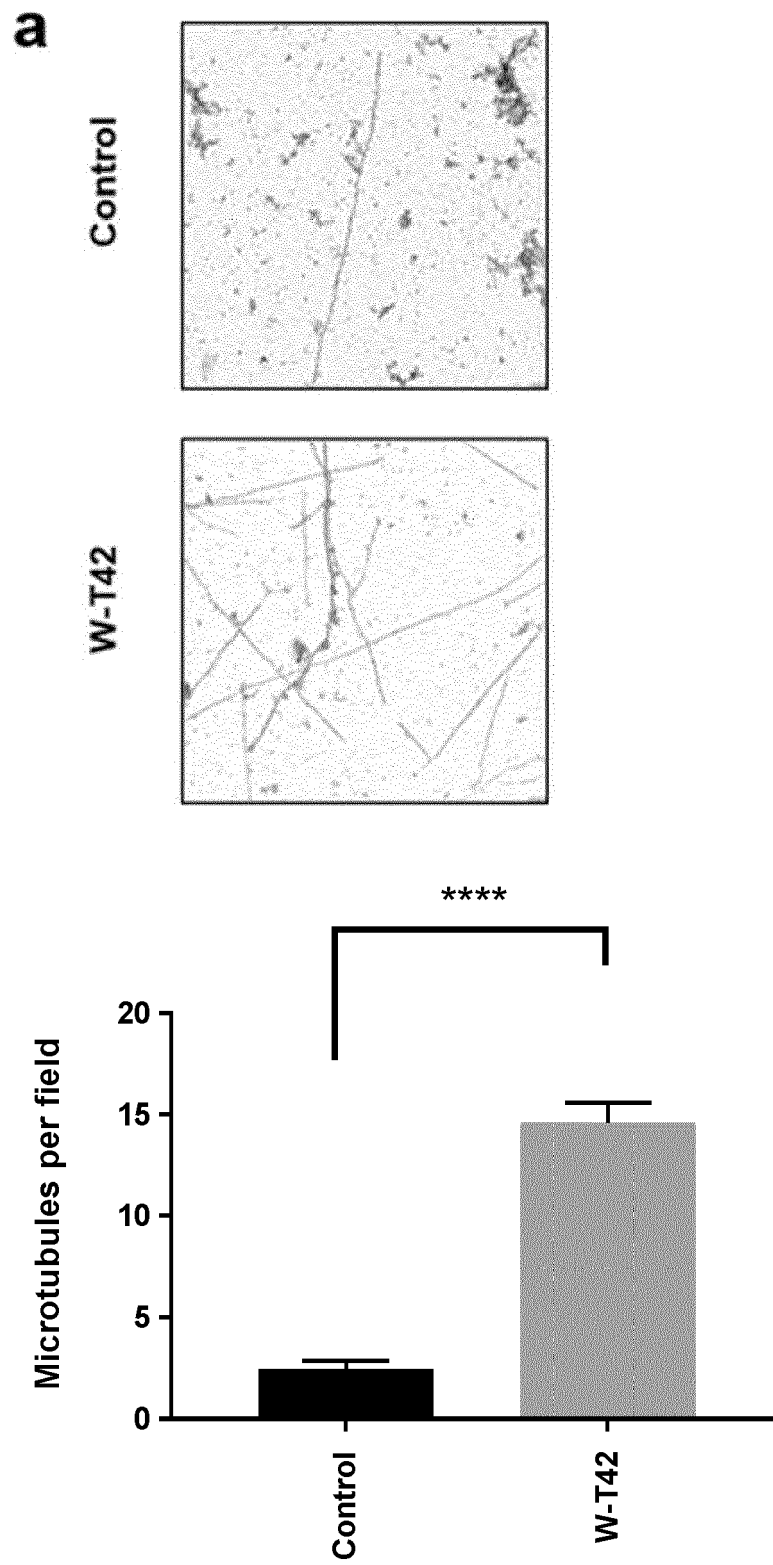 a
Control
W-T42
****
20
15
10
5
0
Microtubules per field
Control
W-T42